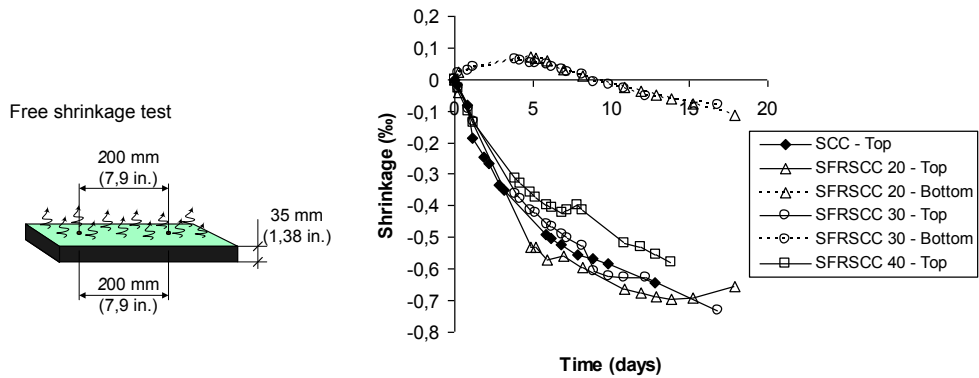 Free shrinkage test
200 mm
(7,9 in.)
35 mm
(1,38 in.)
200 mm
(7,9 in.)
0,1
0
-0,1
-0,2
-0,3
-0,4
-0,5
-0,6
-0,7
-0,8
Shrinkage (‰)
0
5
10
15
20
Time (days)
SCC - Top
SFRSCC 20 - Top
SFRSCC 20 - Bottom
SFRSCC 30 - Top
SFRSCC 30 - Bottom
SFRSCC 40 - Top